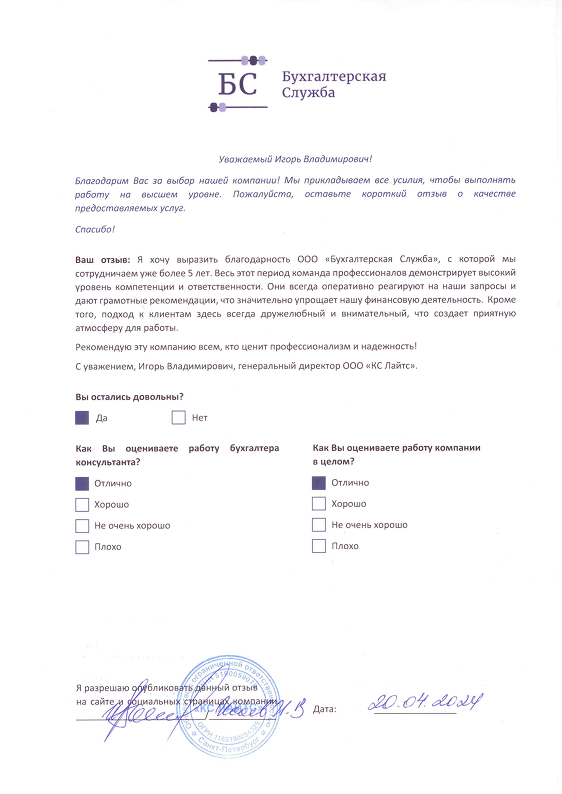 БС
Бухгалтерская
Служба
Уважаемый Игорь Владимирович!
Благодарим Вас за выбор нашей компании! Мы прикладываем все усилия, чтобы выполнять
работу на высшем уровне. Пожалуйста, оставьте короткий отзыв о качестве
предоставляемых услуг.
Спасибо!
Ваш отзыв: Я хочу выразить благодарность ООО «Бухгалтерская Служба», с которой мы
сотрудничаем уже более 5 лет. Весь этот период команда профессионалов демонстрирует высокий
уровень компетенции и ответственности. Они всегда оперативно реагируют на наши запросы и
дают грамотные рекомендации, что значительно упрощает нашу финансовую деятельность. Кроме
того, подход к клиентам здесь всегда дружелюбный и внимательный, что создает приятную
атмосферу для работы.
Рекомендую эту компанию всем, кто ценит профессионализм и надежность!
С уважением, Игорь Владимирович, генеральный директор ООО «КС Лайтс».
Вы остались довольны?
Да Нет
Как Вы оцениваете работу бухгалтера
консультанта?
Отлично
Хорошо
Не очень хорошо
Плохо
Как Вы оцениваете работу компании
в целом?
Отлично
Хорошо
Не очень хорошо
Плохо
Я разрешаю опубликовать данный отзыв
на сайте и социальных страницах компании
И.В
Дата: 20.04.2024
Санкт-Петербург